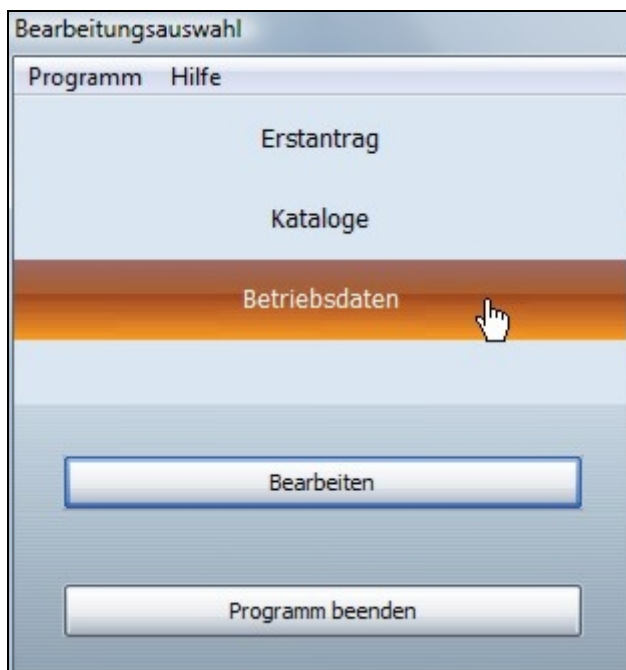 Bearbeitungsauswahl
Programm Hilfe
Erstantrag
Kataloge
Betriebsdaten
Bearbeiten
Programm beenden